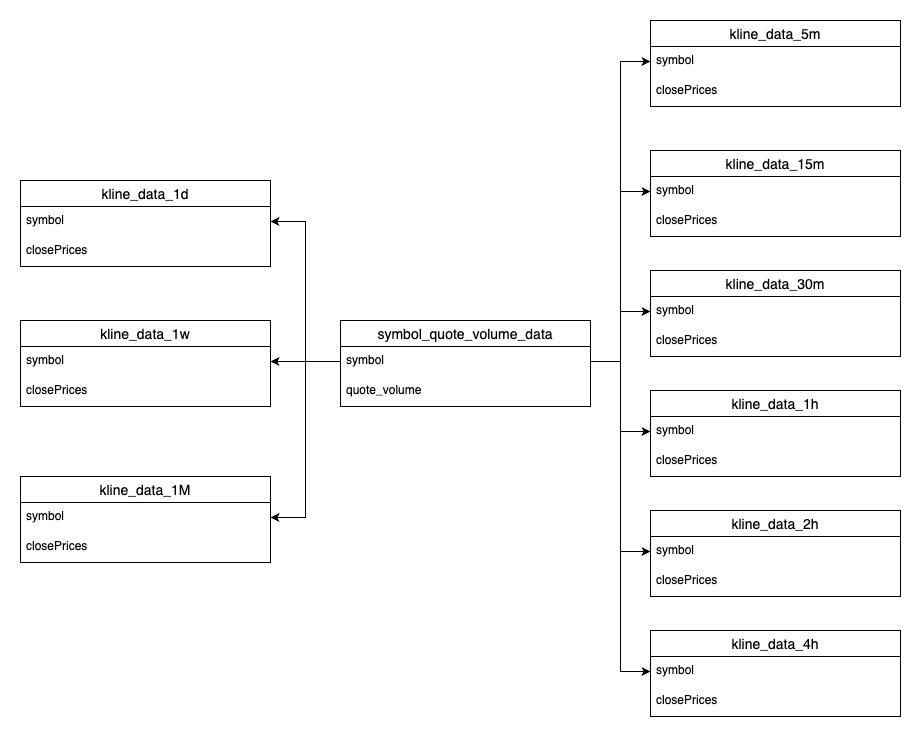 kline_data_5m
symbol
closePrices
kline_data_15m
symbol
closePrices
kline_data_1d
symbol
closePrices
kline_data_30m
symbol
closePrices
kline_data_1w
symbol
closePrices
symbol_quote_volume_data
symbol
quote_volume
kline_data_1h
symbol
closePrices
kline_data_1M
symbol
closePrices
kline_data_2h
symbol
closePrices
kline_data_4h
symbol
closePrices